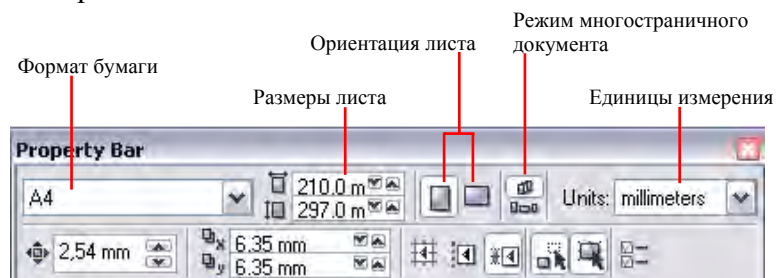 Режим многостраничного
документа
Ориентация листа
Формат бумаги
Размеры листа
Единицы измерения
Property Bar
A4
210.0 m
297.0 m
Units: millimeters
2,54 mm
x 6.35 mm
y 6.35 mm